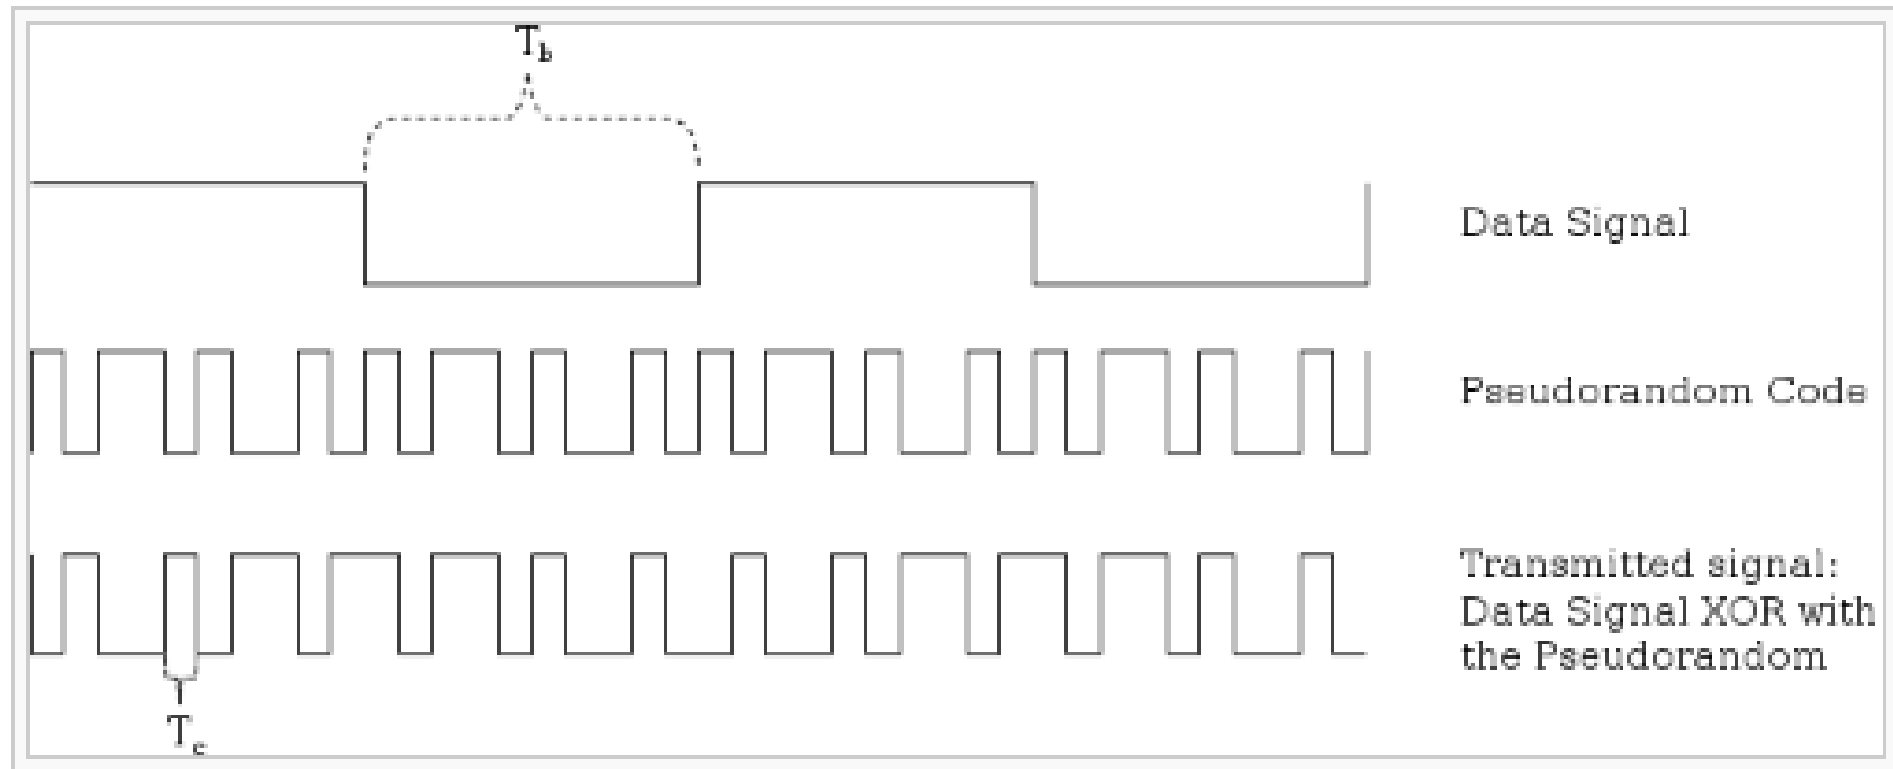 Tb
Data Signal
Pseudorandom Code
Transmitted signal:
Data Signal XOR with
the Pseudorandom
Tc